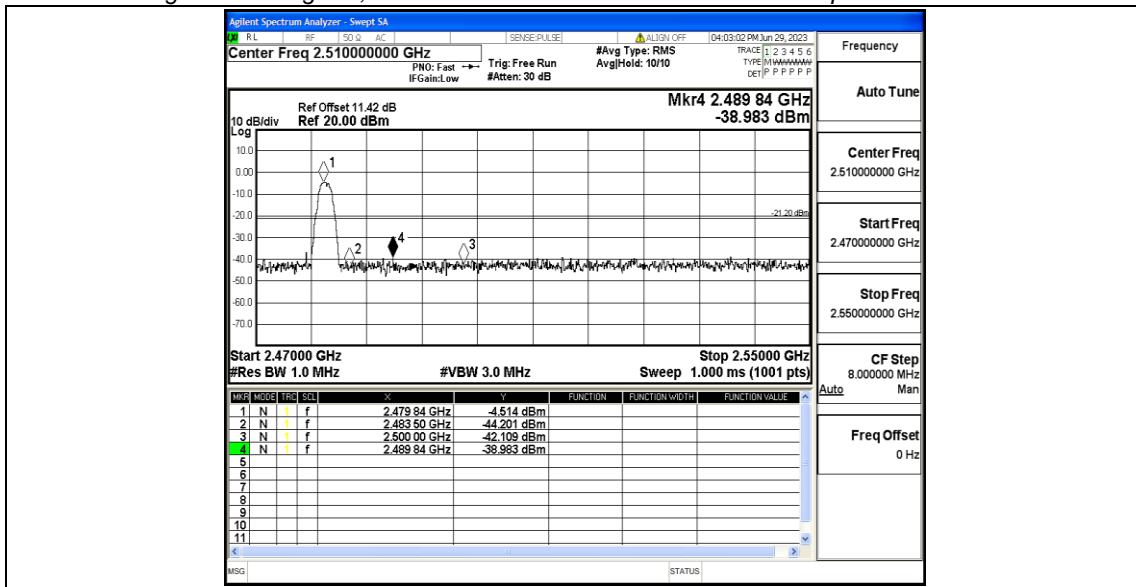 Agilent Spectrum Analyzer - Swept SA
RL RF 50 Ω AC SENSE:PULSE ALIGN OFF 04:03:02 PM Jun 29, 2023
Center Freq 2.510000000 GHz
PNO: Fast
IFGain:Low
Trig: Free Run
#Atten: 30 dB
#Avg Type: RMS
Avg|Hold: 10/10
TRACE 1 2 3 4 5 6
TYPE M
DET P P P P P P
Ref Offset 11.42 dB
10 dB/div Ref 20.00 dBm
Log
Mkr4 2.489 84 GHz
-38.983 dBm
10.0
0.00
-10.0
-20.0
-30.0
-40.0
-50.0
-60.0
-70.0
1
2
4
3
-21.20 dBm
Start 2.47000 GHz Stop 2.55000 GHz
#Res BW 1.0 MHz #VBW 3.0 MHz Sweep 1.000 ms (1001 pts)
MKR MODE TRC SCL X Y FUNCTION FUNCTION WIDTH FUNCTION VALUE
1 N 1 f 2.479 84 GHz -4.514 dBm
2 N 1 f 2.483 50 GHz -44.201 dBm
3 N 1 f 2.500 00 GHz -42.109 dBm
4 N 1 f 2.489 84 GHz -38.983 dBm
5
6
7
8
9
10
11
MSG STATUS
Frequency
Auto Tune
Center Freq
2.510000000 GHz
Start Freq
2.470000000 GHz
Stop Freq
2.550000000 GHz
CF Step
8.000000 MHz
Auto Man
Freq Offset
0 Hz